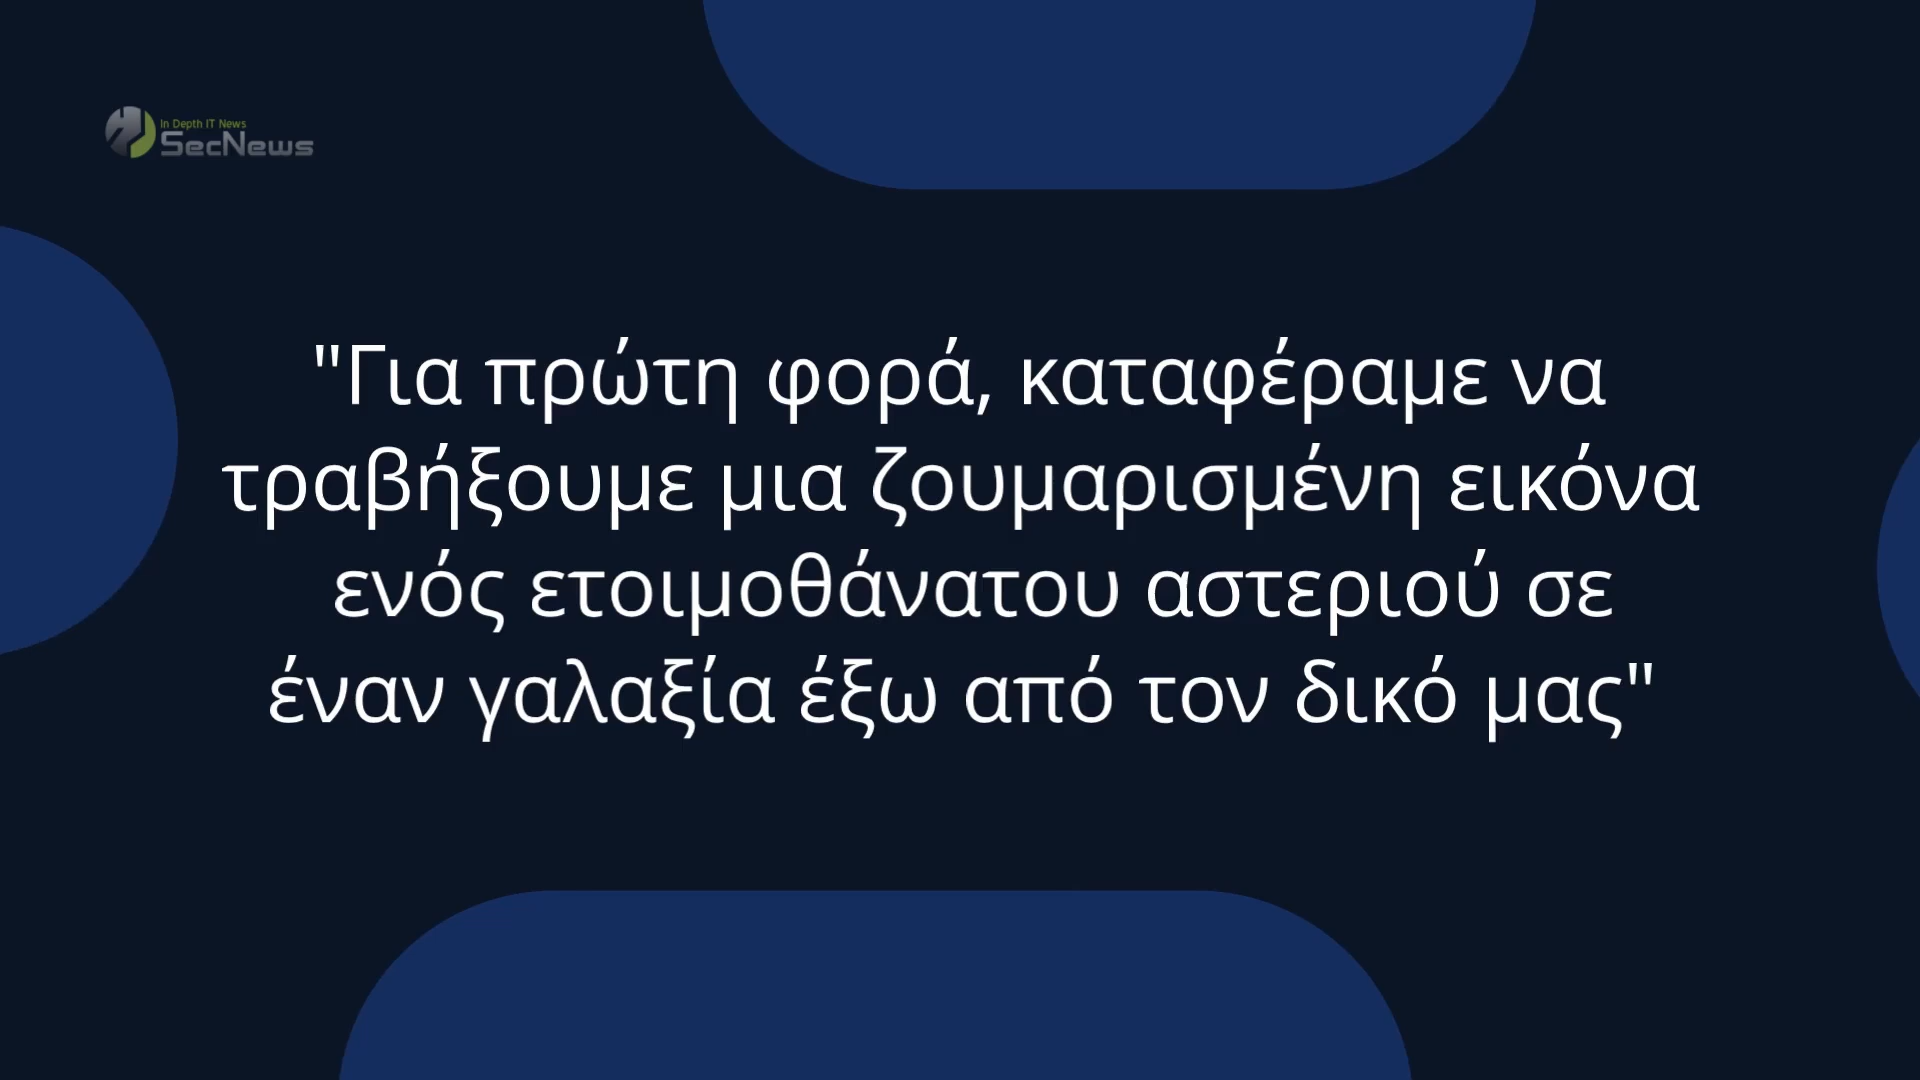 In Depth IT News
SecNews
"Για πρώτη φορά, καταφέραμε να
τραβήξουμε μια ζουμαρισμένη εικόνα
ενός ετοιμοθάνατου αστεριού σε
έναν γαλαξία έξω από τον δικό μας"